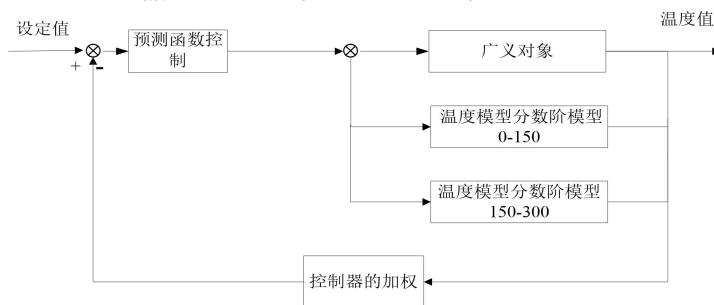 设定值
温度值
+
-
预测函数控
制
广义对象
温度模型分数阶模型
0-150
温度模型分数阶模型
150-300
控制器的加权